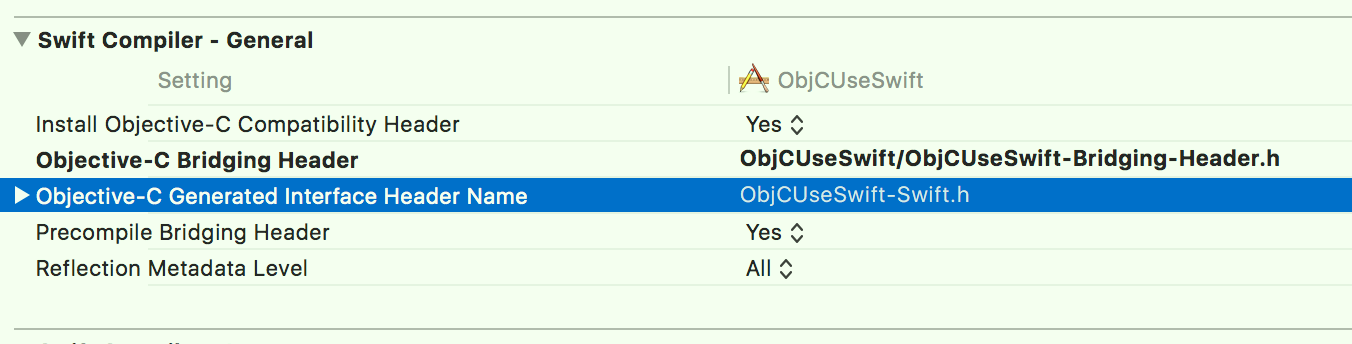 Swift Compiler - General
Setting ObjCUseSwift
Install Objective-C Compatibility Header Yes
Objective-C Bridging Header ObjCUseSwift/ObjCUseSwift-Bridging-Header.h
Objective-C Generated Interface Header Name ObjCUseSwift-Swift.h
Precompile Bridging Header Yes
Reflection Metadata Level All